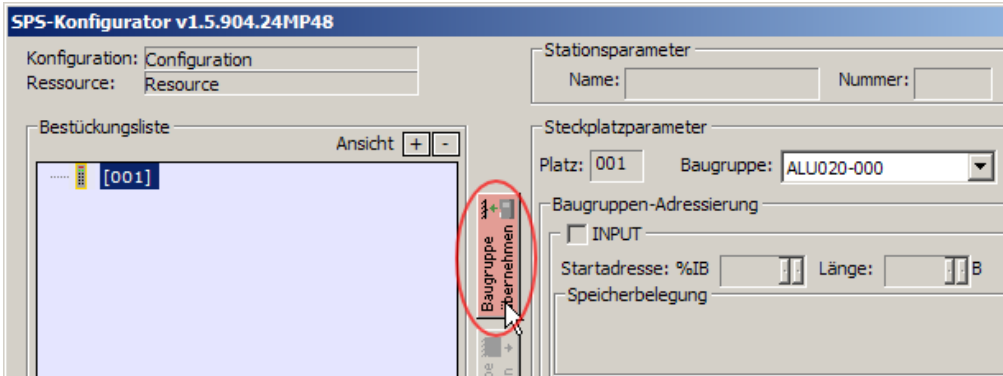 SPS-Konfigurator v1.5.904.24MP48
Konfiguration: Configuration
Ressource: Resource
Stationsparameter
Name:
Nummer:
Bestückungsliste
Ansicht + -
[001]
Baugruppe
übernehmen
Steckplatzparameter
Platz: 001 Baugruppe: ALU020-000
Baugruppen-Adressierung
INPUT
Startadresse: %IB Länge: B
Speicherbelegung